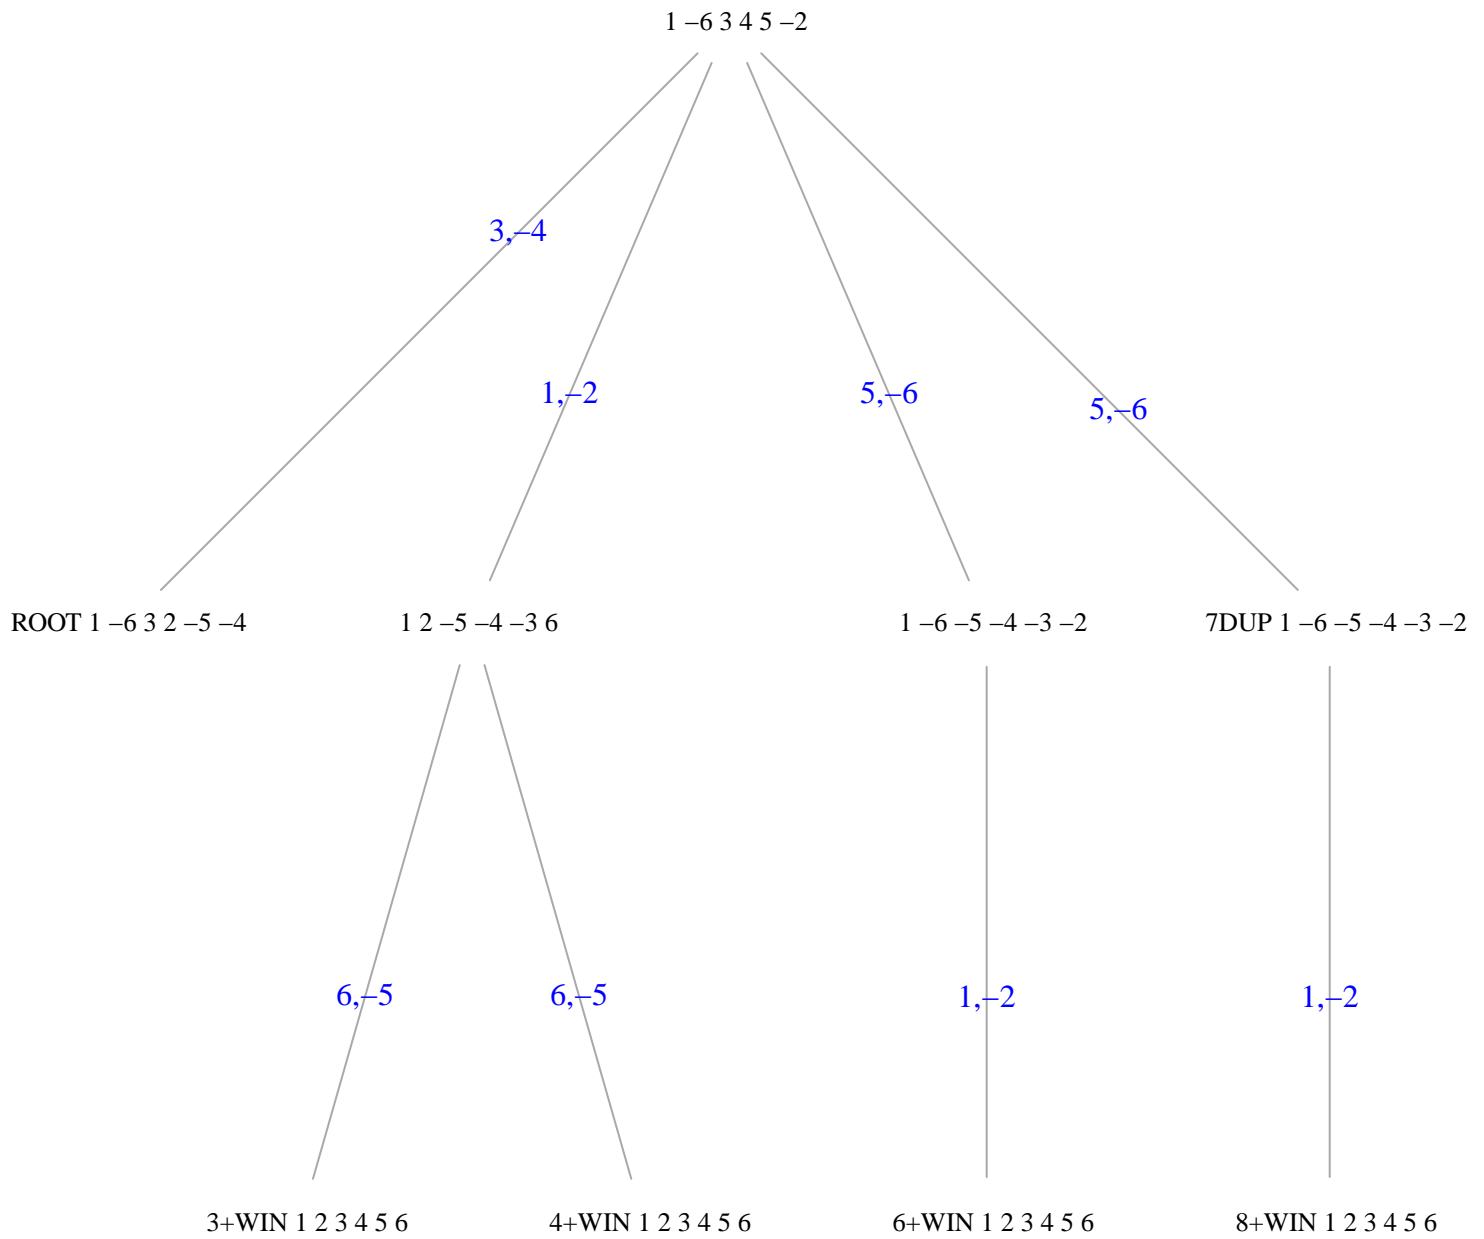 1 –6 3 4 5 –2
3,–4
1,–2
5,–6
5,–6
ROOT 1 –6 3 2 –5 –4
1 2 –5 –4 –3 6
1 –6 –5 –4 –3 –2
7DUP 1 –6 –5 –4 –3 –2
6,–5
6,–5
1,–2
1,–2
3+WIN 1 2 3 4 5 6
4+WIN 1 2 3 4 5 6
6+WIN 1 2 3 4 5 6
8+WIN 1 2 3 4 5 6